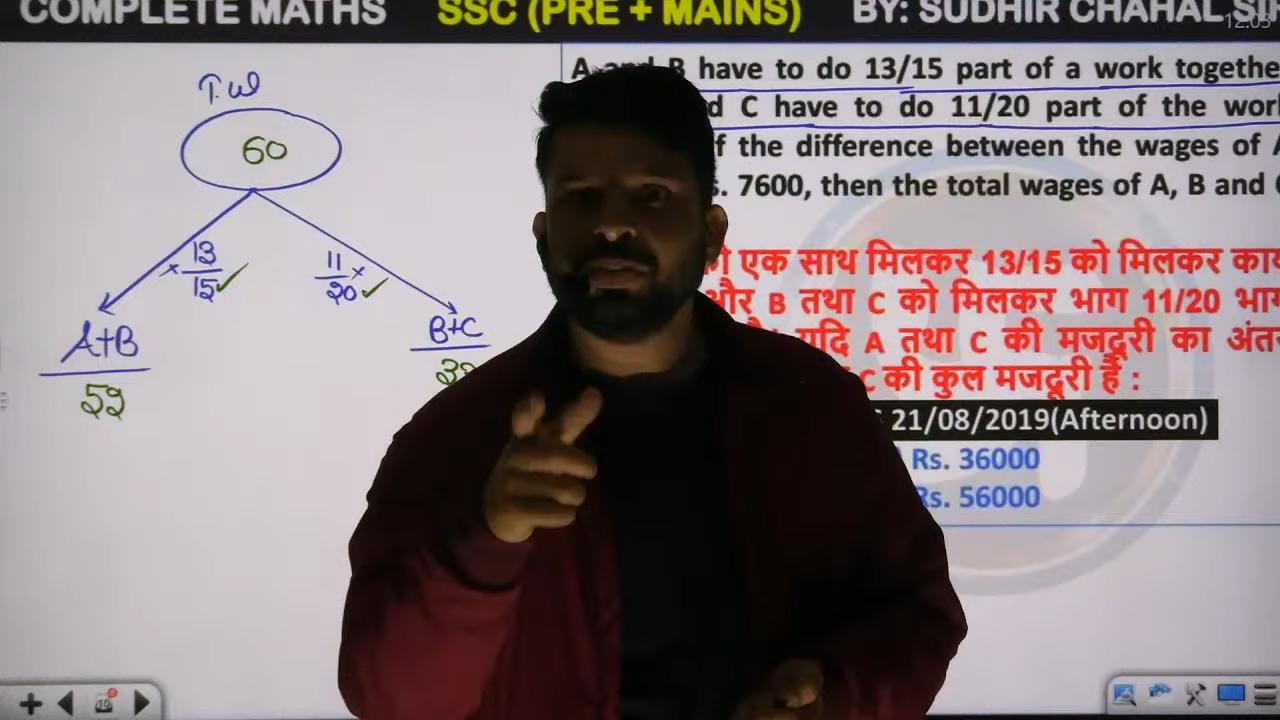 COMPLETE MATHS SSC (PRE + MAINS) BY: SUDHIR CHAHAL
12:03
T.W
60
× 13/15
11/20 ×
A+B
B+C
52
A B have to do 13/15 part of a work
C have to do 11/20 part of the
the difference between the wages of
7600, then the total wages of A, B and
एक साथ मिलकर 13/15 को मिलकर
और B तथा C को मिलकर भाग 11/20
यदि A तथा C की मजदूरी का
C की कुल मजदूरी हैं :
21/08/2019(Afternoon)
Rs. 36000
Rs. 56000